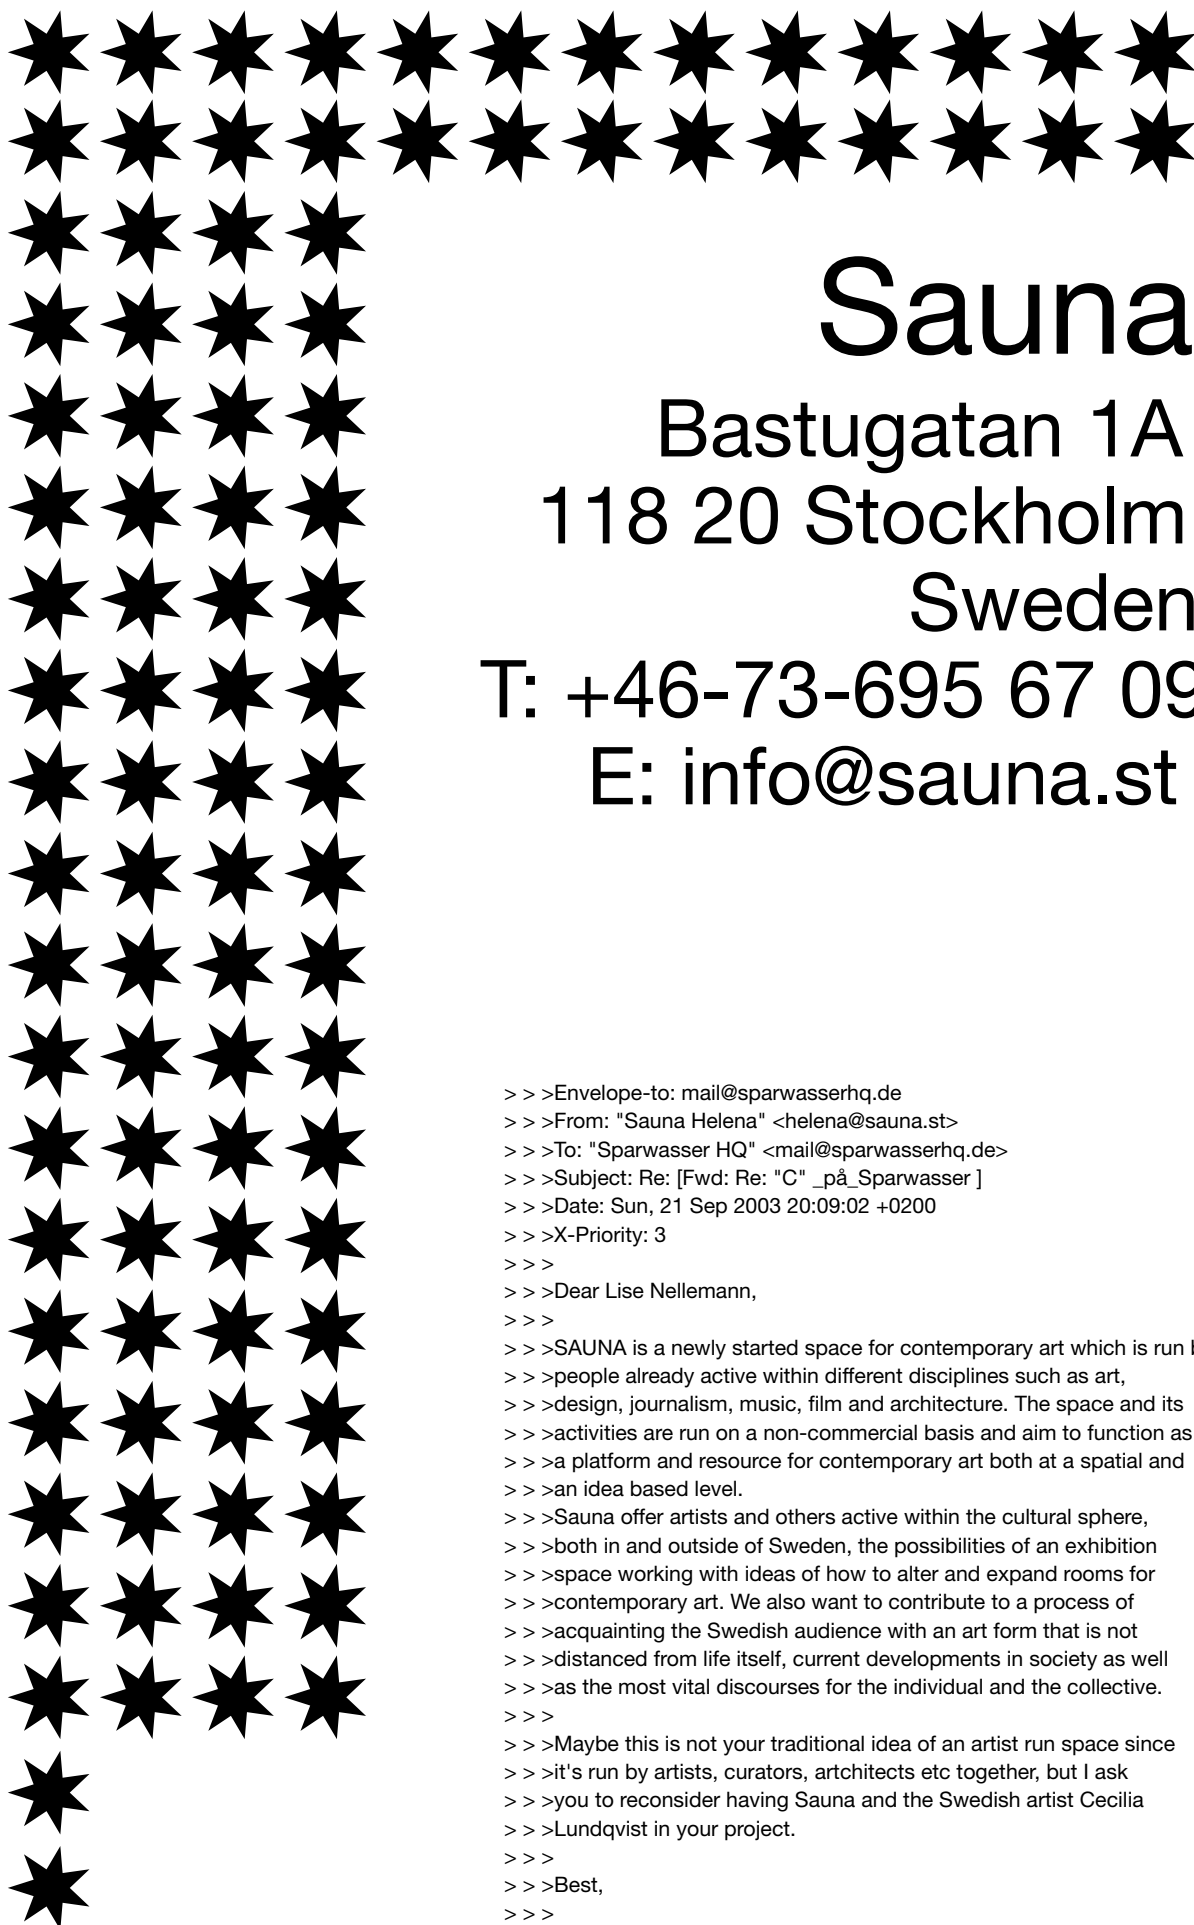 Sauna
Bastugatan 1A
118 20 Stockholm
Sweden
T: +46-73-695 67 09
E: info@sauna.st
> > >Envelope-to: mail@sparwasserhq.de
> > >From: "Sauna Helena" <helena@sauna.st>
> > >To: "Sparwasser HQ" <mail@sparwasserhq.de>
> > >Subject: Re: [Fwd: Re: "C" _på_Sparwasser ]
> > >Date: Sun, 21 Sep 2003 20:09:02 +0200
> > >X-Priority: 3
> > >
> > >Dear Lise Nellemann,
> > >
> > >SAUNA is a newly started space for contemporary art which is run
> > >people already active within different disciplines such as art,
> > >design, journalism, music, film and architecture. The space and its
> > >activities are run on a non-commercial basis and aim to function as
> > >a platform and resource for contemporary art both at a spatial and
> > >an idea based level.
> > >Sauna offer artists and others active within the cultural sphere,
> > >both in and outside of Sweden, the possibilities of an exhibition
> > >space working with ideas of how to alter and expand rooms for
> > >contemporary art. We also want to contribute to a process of
> > >acquainting the Swedish audience with an art form that is not
> > >distanced from life itself, current developments in society as well
> > >as the most vital discourses for the individual and the collective.
> > >
> > >Maybe this is not your traditional idea of an artist run space since
> > >it's run by artists, curators, artchitects etc together, but I ask
> > >you to reconsider having Sauna and the Swedish artist Cecilia
> > >Lundqvist in your project.
> > >
> > >Best,
> > >